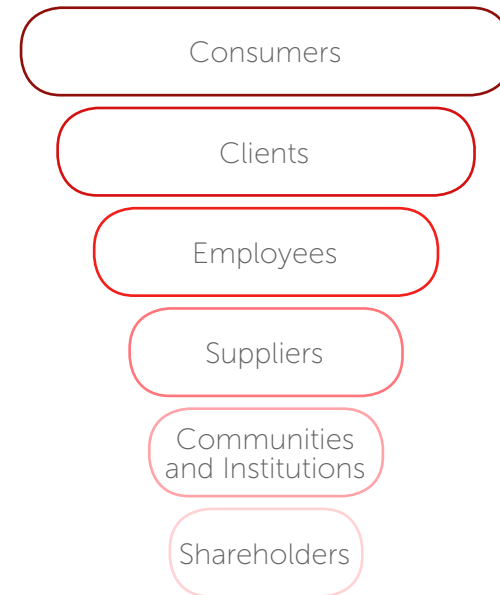 Consumers
Clients
Employees
Suppliers
Communities
and Institutions
Shareholders